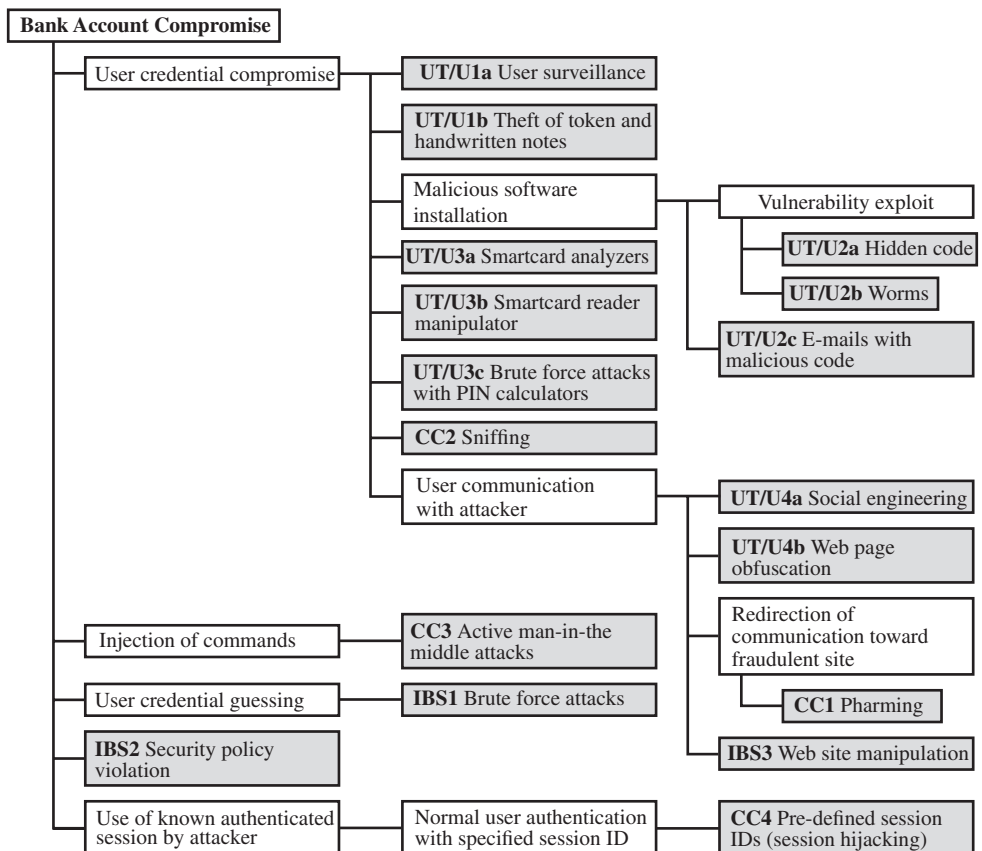 Bank Account Compromise
User credential compromise
UT/U1a User surveillance
UT/U1b Theft of token and
handwritten notes
Malicious software
installation
Vulnerability exploit
UT/U2a Hidden code
UT/U2b Worms
UT/U2c E-mails with
malicious code
UT/U3a Smartcard analyzers
UT/U3b Smartcard reader
manipulator
UT/U3c Brute force attacks
with PIN calculators
CC2 Sniffing
User communication
with attacker
UT/U4a Social engineering
UT/U4b Web page
obfuscation
Redirection of
communication toward
fraudulent site
CC1 Pharming
IBS3 Web site manipulation
Injection of commands
CC3 Active man-in-the
middle attacks
User credential guessing
IBS1 Brute force attacks
IBS2 Security policy
violation
Use of known authenticated
session by attacker
Normal user authentication
with specified session ID
CC4 Pre-defined session
IDs (session hijacking)